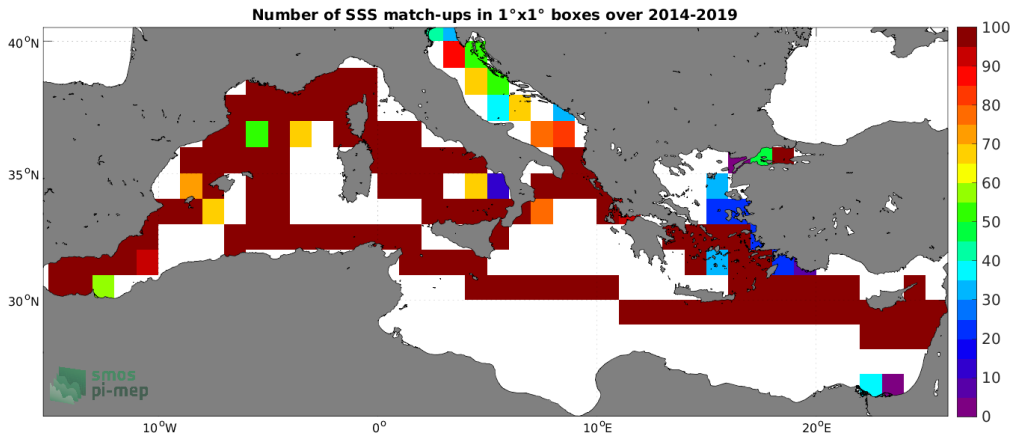 Number of SSS match-ups in 1°x1° boxes over 2014-2019
40°N
35°N
30°N
10°W
0°
10°E
20°E
100
90
80
70
60
50
40
30
20
10
0
smos
pi-mep